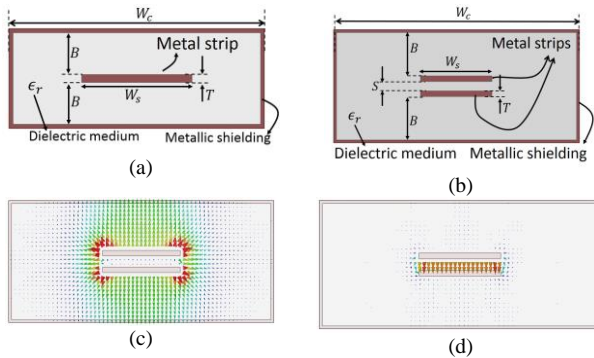 W_c
B
Metal strip
W_s
T
B
ϵ_r
Dielectric medium
Metallic shielding
(a)
W_c
B
Metal strips
W_s
S
T
B
ϵ_r
Dielectric medium
Metallic shielding
(b)
(c)
(d)